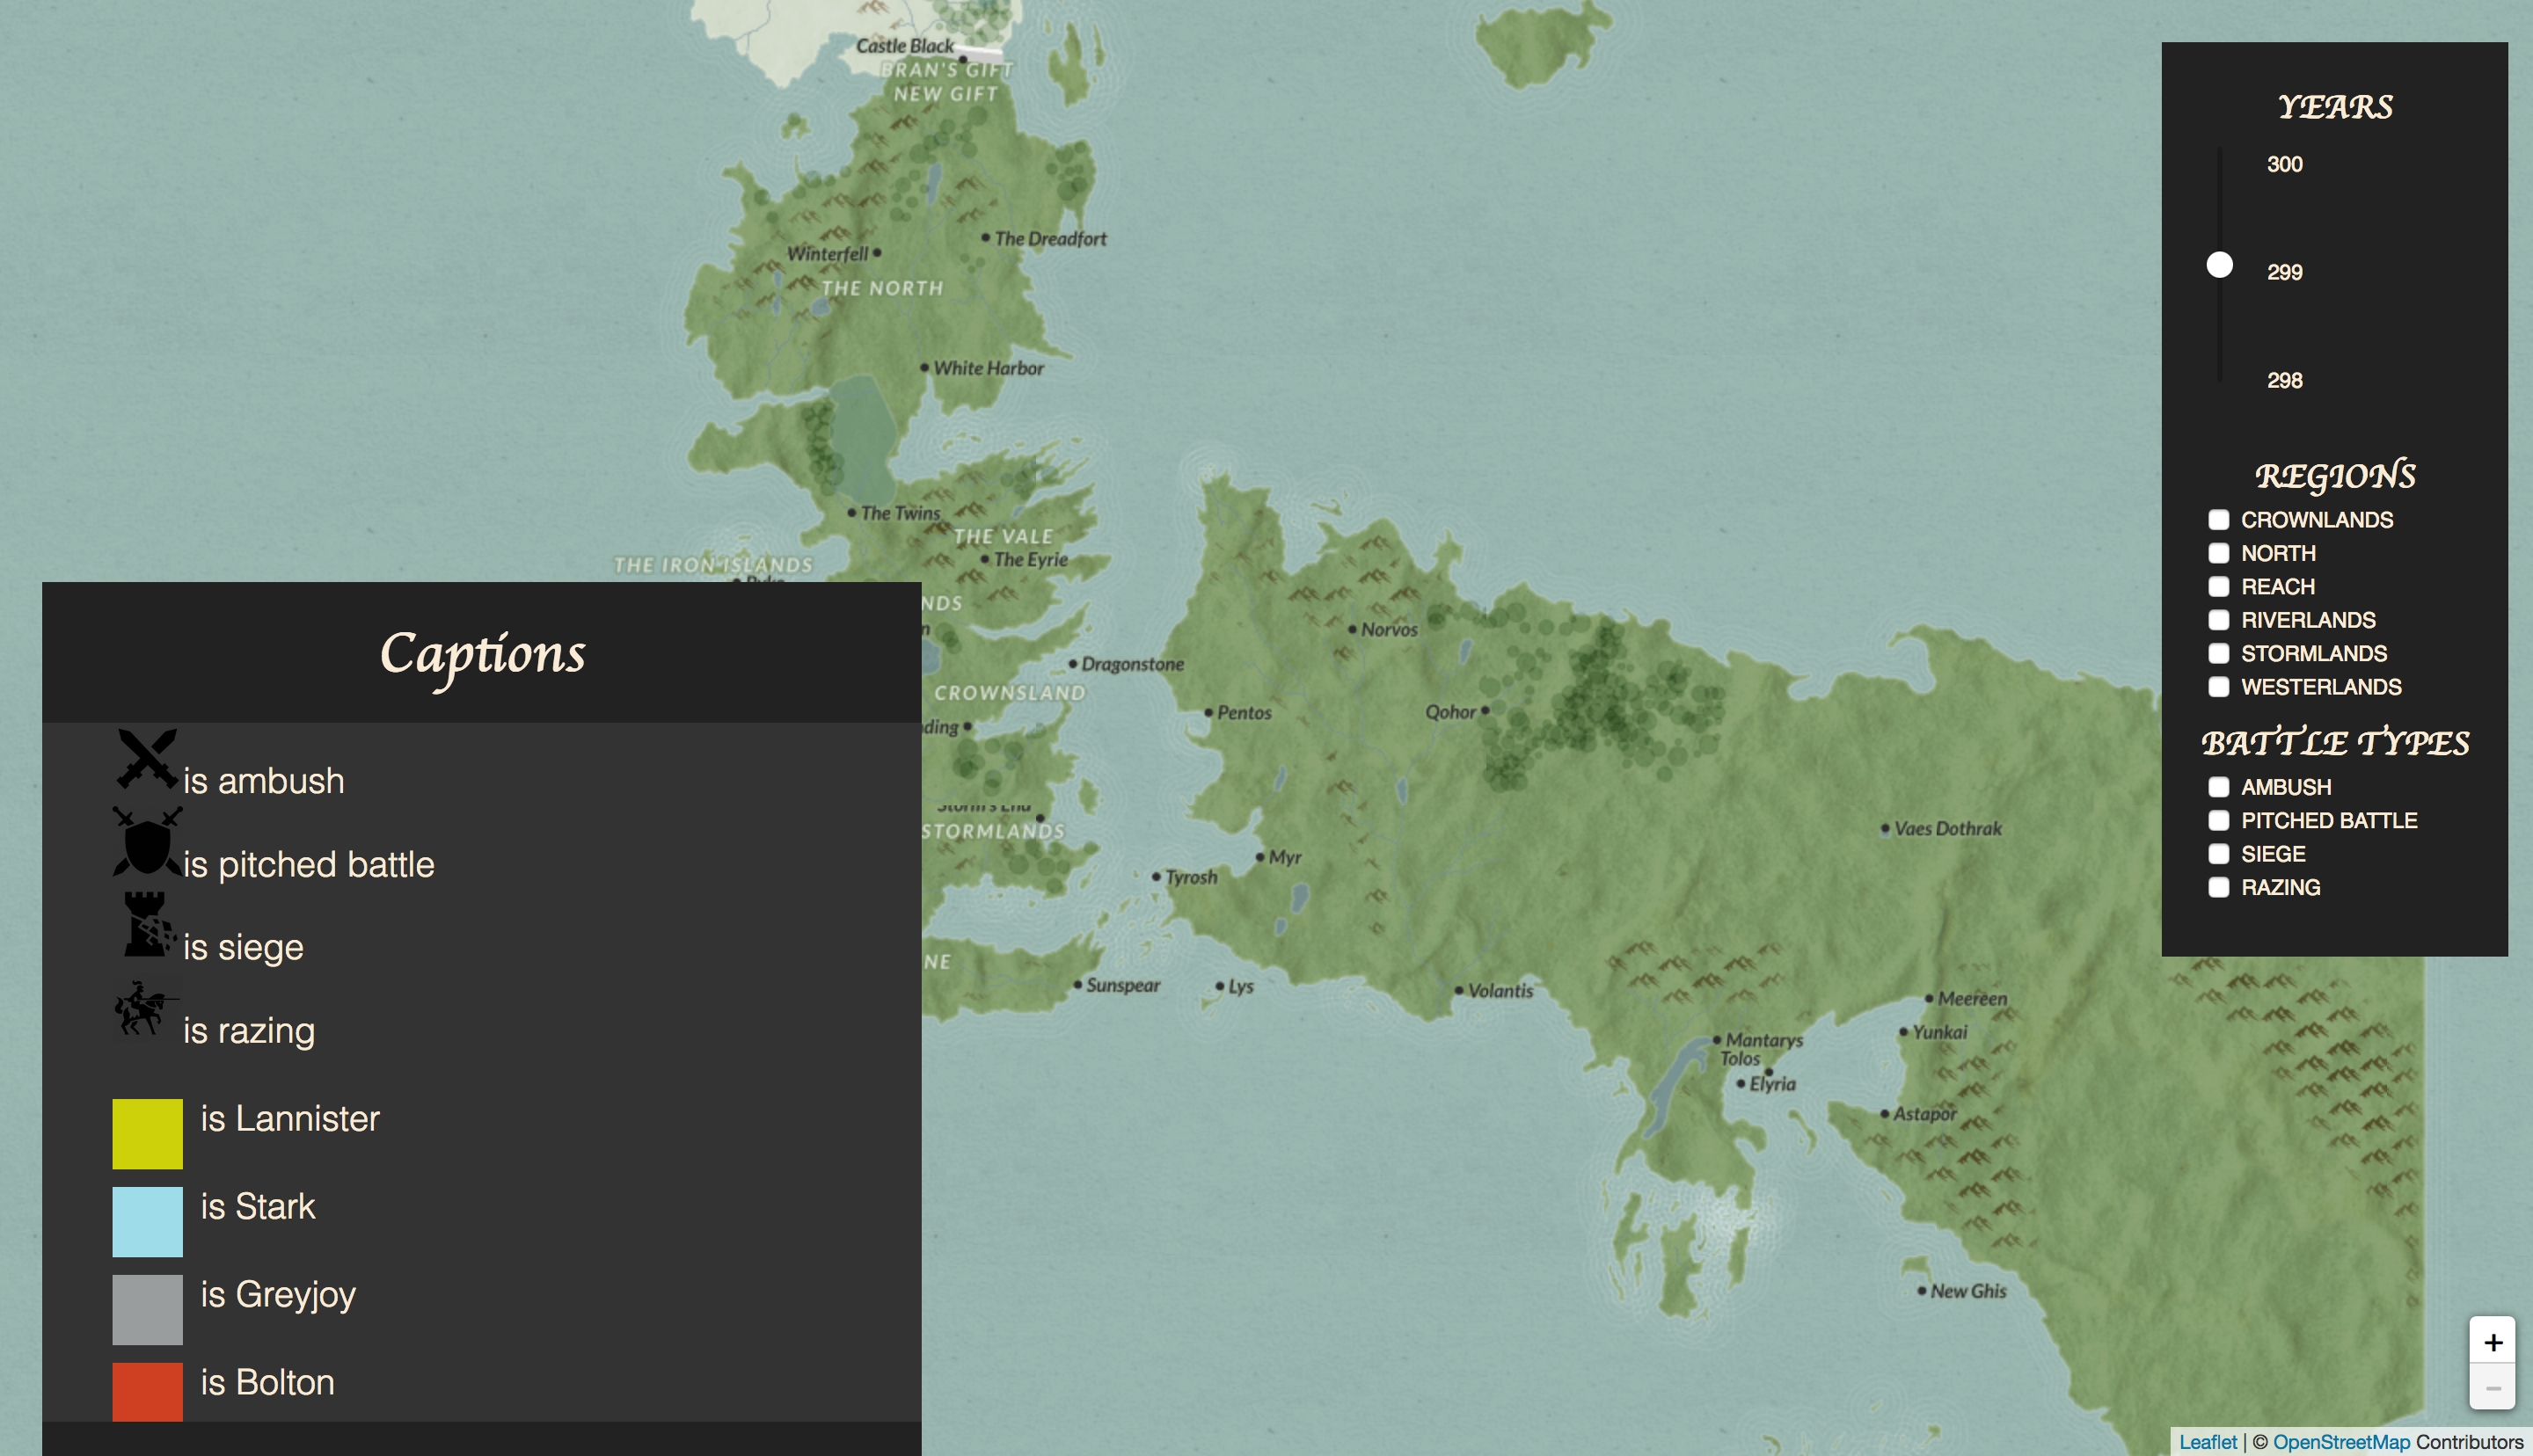 Castle Black
BRAN'S GIFT
NEW GIFT
Winterfell
The Dreadfort
THE NORTH
White Harbor
The Twins
THE VALE
The Eyrie
THE IRON ISLANDS
NDS
Norvos
Dragonstone
CROWNSLAND
Pentos
Qohor
ding
STORMLANDS
Vaes Dothrak
Myr
Tyrosh
NE
Sunspear
Lys
Volantis
Meereen
Yunkai
Mantarys
Tolos
Elyria
Astapor
New Ghis
YEARS
300
299
298
REGIONS
CROWNLANDS
NORTH
REACH
RIVERLANDS
STORMLANDS
WESTERLANDS
BATTLE TYPES
AMBUSH
PITCHED BATTLE
SIEGE
RAZING
Captions
is ambush
is pitched battle
is siege
is razing
is Lannister
is Stark
is Greyjoy
is Bolton
+
−
Leaflet | © OpenStreetMap Contributors